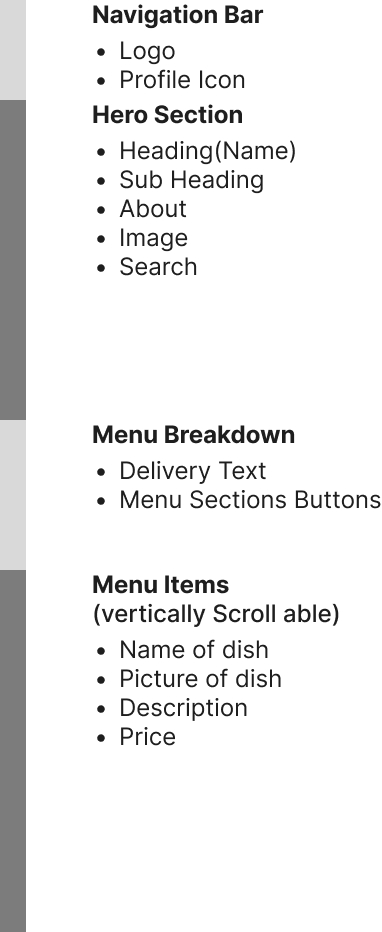 Navigation Bar
• Logo
• Profile Icon
Hero Section
• Heading(Name)
• Sub Heading
• About
• Image
• Search
Menu Breakdown
• Delivery Text
• Menu Sections Buttons
Menu Items
(vertically Scroll able)
• Name of dish
• Picture of dish
• Description
• Price